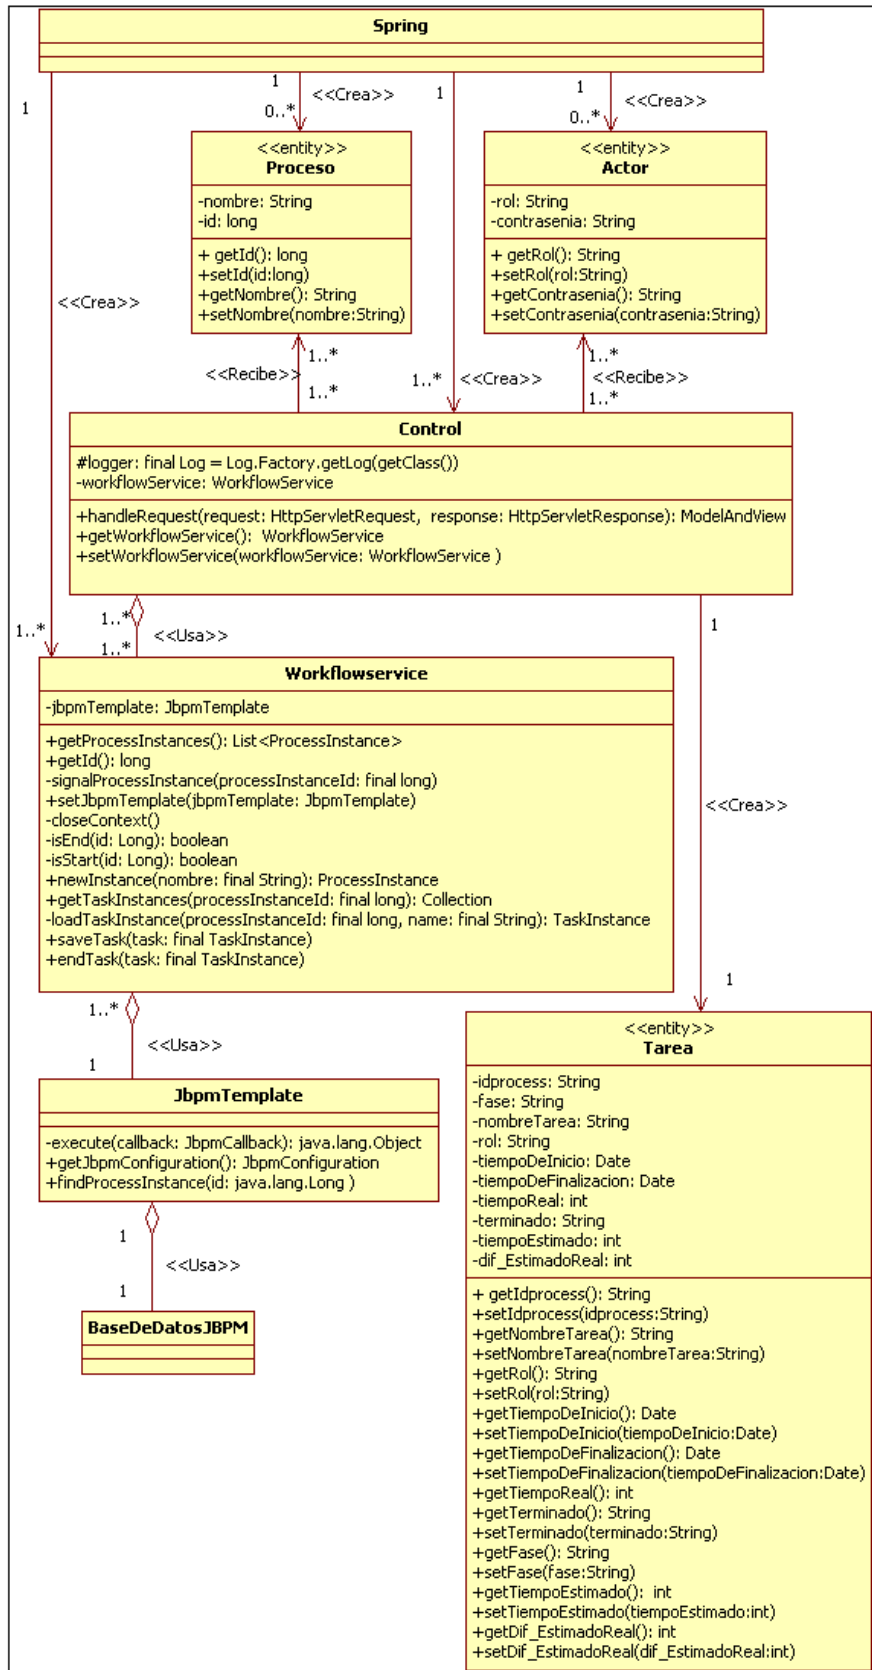 Spring
1
1
<<Crea>>
0..*
1
1
<<Crea>>
0..*
<<entity>>
Proceso
-nombre: String
-id: long
+ getId(): long
+setId(id:long)
+getNombre(): String
+setNombre(nombre:String)
<<entity>>
Actor
-rol: String
-contrasenia: String
+ getRol(): String
+setRol(rol:String)
+getContrasenia(): String
+setContrasenia(contrasenia:String)
<<Crea>>
1..*
<<Recibe>>
1..*
1..*
<<Crea>>
1..*
<<Recibe>>
1..*
Control
#logger: final Log = Log.Factory.getLog(getClass())
-workflowService: WorkflowService
+handleRequest(request: HttpServletRequest, response: HttpServletResponse): ModelAndView
+getWorkflowService(): WorkflowService
+setWorkflowService(workflowService: WorkflowService )
1..*
1..*
<<Usa>>
1..*
1
Workflowservice
-jbpmTemplate: JbpmTemplate
+getProcessInstances(): List<ProcessInstance>
+getId(): long
-signalProcessInstance(processInstanceId: final long)
+setJbpmTemplate(jbpmTemplate: JbpmTemplate)
-closeContext()
-isEnd(id: Long): boolean
-isStart(id: Long): boolean
+newInstance(nombre: final String): ProcessInstance
+getTaskInstances(processInstanceId: final long): Collection
-loadTaskInstance(processInstanceId: final long, name: final String): TaskInstance
+saveTask(task: final TaskInstance)
+endTask(task: final TaskInstance)
<<Crea>>
1
1..*
<<Usa>>
1
JbpmTemplate
-execute(callback: JbpmCallback): java.lang.Object
+getJbpmConfiguration(): JbpmConfiguration
+findProcessInstance(id: java.lang.Long )
1
<<Usa>>
1
BaseDeDatosJBPM
<<entity>>
Tarea
-idprocess: String
-fase: String
-nombreTarea: String
-rol: String
-tiempoDeInicio: Date
-tiempoDeFinalizacion: Date
-tiempoReal: int
-terminado: String
-tiempoEstimado: int
-dif_EstimadoReal: int
+ getIdprocess(): String
+setIdprocess(idprocess:String)
+getNombreTarea(): String
+setNombreTarea(nombreTarea:String)
+getRol(): String
+setRol(rol:String)
+getTiempoDeInicio(): Date
+setTiempoDeInicio(tiempoDeInicio:Date)
+getTiempoDeFinalizacion(): Date
+setTiempoDeFinalizacion(tiempoDeFinalizacion:Date)
+getTiempoReal(): int
+getTerminado(): String
+setTerminado(terminado:String)
+getFase(): String
+setFase(fase:String)
+getTiempoEstimado(): int
+setTiempoEstimado(tiempoEstimado:int)
+getDif_EstimadoReal(): int
+setDif_EstimadoReal(dif_EstimadoReal:int)